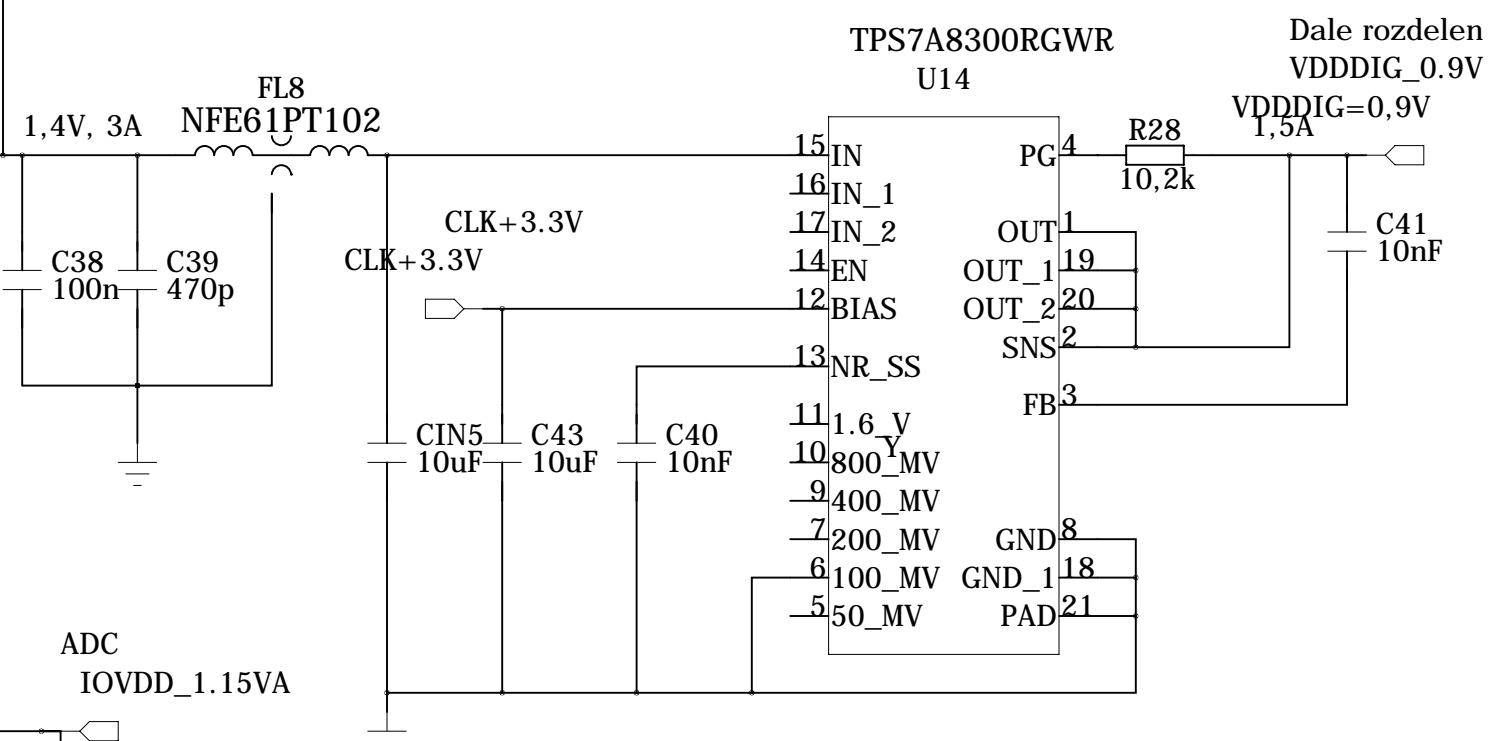 TPS7A8300RGWR
U14
Dale rozdelen
VDDDIG_0.9V
VDDDIG=0,9V
1,5A
FL8
NFE61PT102
1,4V, 3A
R28
10,2k
15 IN
PG 4
16 IN_1
17 IN_2
OUT 1
14 EN
OUT_1 19
12 BIAS
OUT_2 20
SNS 2
13 NR_SS
FB 3
11 1.6_V
Y
10 800_MV
9 400_MV
7 200_MV
GND 8
6 100_MV
GND_1 18
5 50_MV
PAD 21
CLK+3.3V
CLK+3.3V
C38
100n
C39
470p
C41
10nF
CIN5
10uF
C43
10uF
C40
10nF
ADC
IOVDD_1.15VA